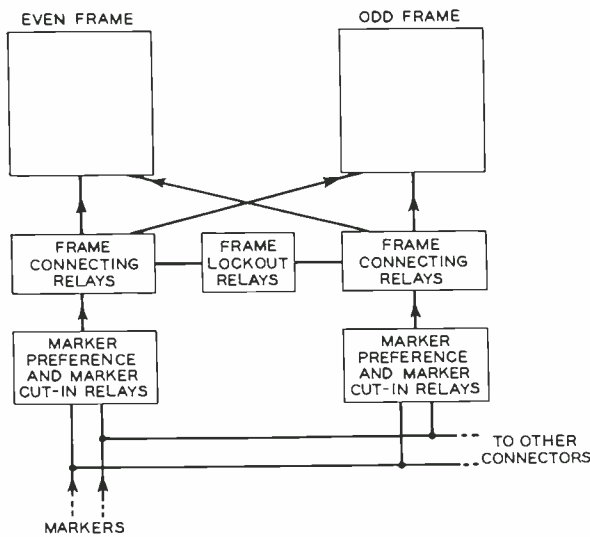 EVEN FRAME
ODD FRAME
FRAME
CONNECTING
RELAYS
FRAME
LOCKOUT
RELAYS
FRAME
CONNECTING
RELAYS
MARKER
PREFERENCE
AND MARKER
CUT-IN RELAYS
MARKER
PREFERENCE
AND MARKER
CUT-IN RELAYS
TO OTHER
CONNECTORS
MARKERS